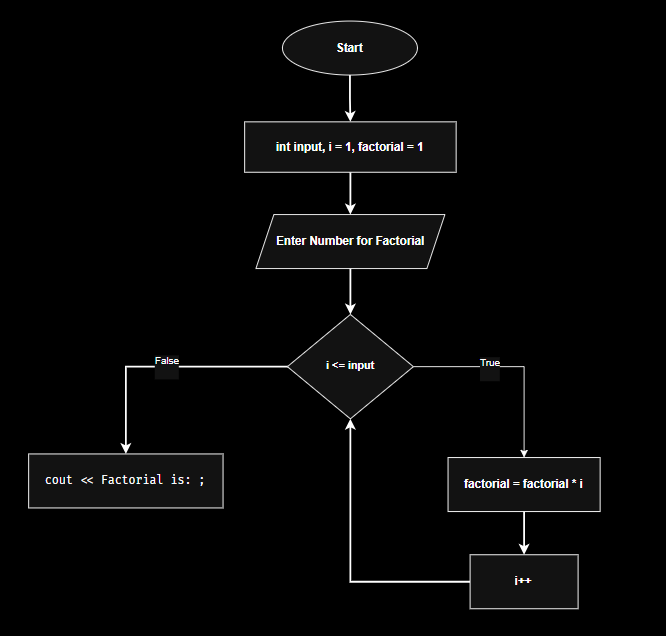 Start
int input, i = 1, factorial = 1
Enter Number for Factorial
i <= input
False
True
cout << Factorial is: ;
factorial = factorial * i
i++